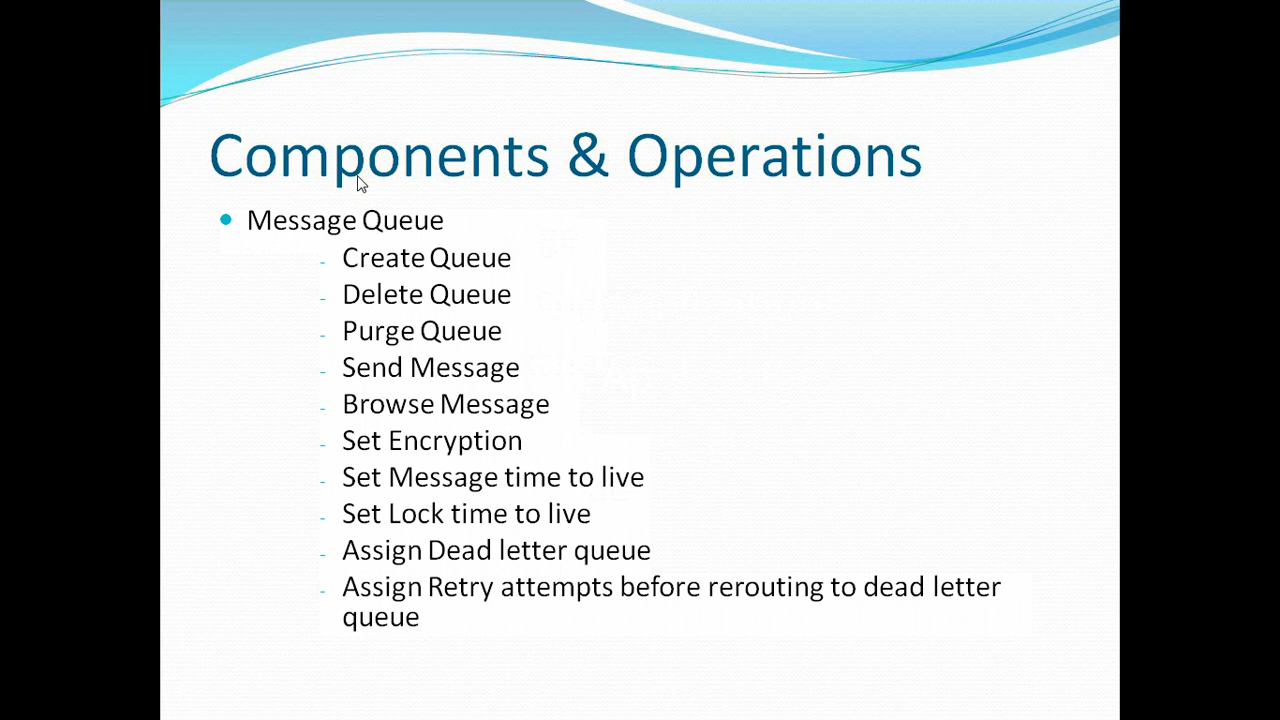 Components & Operations
Message Queue
- Create Queue
- Delete Queue
- Purge Queue
- Send Message
- Browse Message
- Set Encryption
- Set Message time to live
- Set Lock time to live
- Assign Dead letter queue
- Assign Retry attempts before rerouting to dead letter
queue